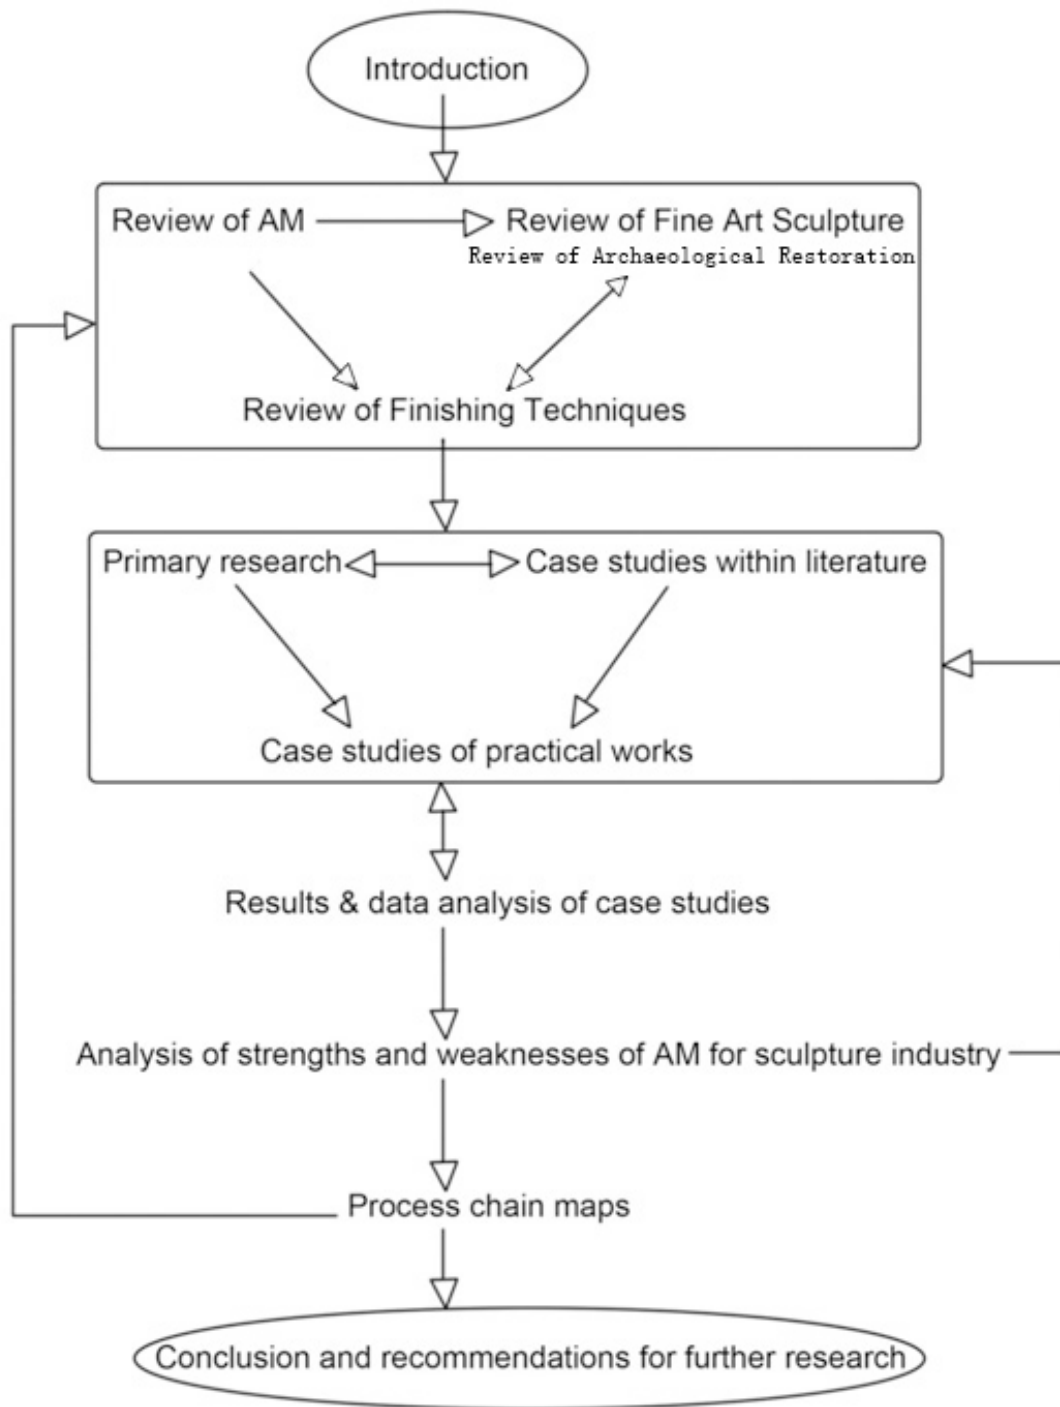 Introduction
Review of AM
Review of Fine Art Sculpture
Review of Archaeological Restoration
Review of Finishing Techniques
Primary research
Case studies within literature
Case studies of practical works
Results & data analysis of case studies
Analysis of strengths and weaknesses of AM for sculpture industry
Process chain maps
Conclusion and recommendations for further research